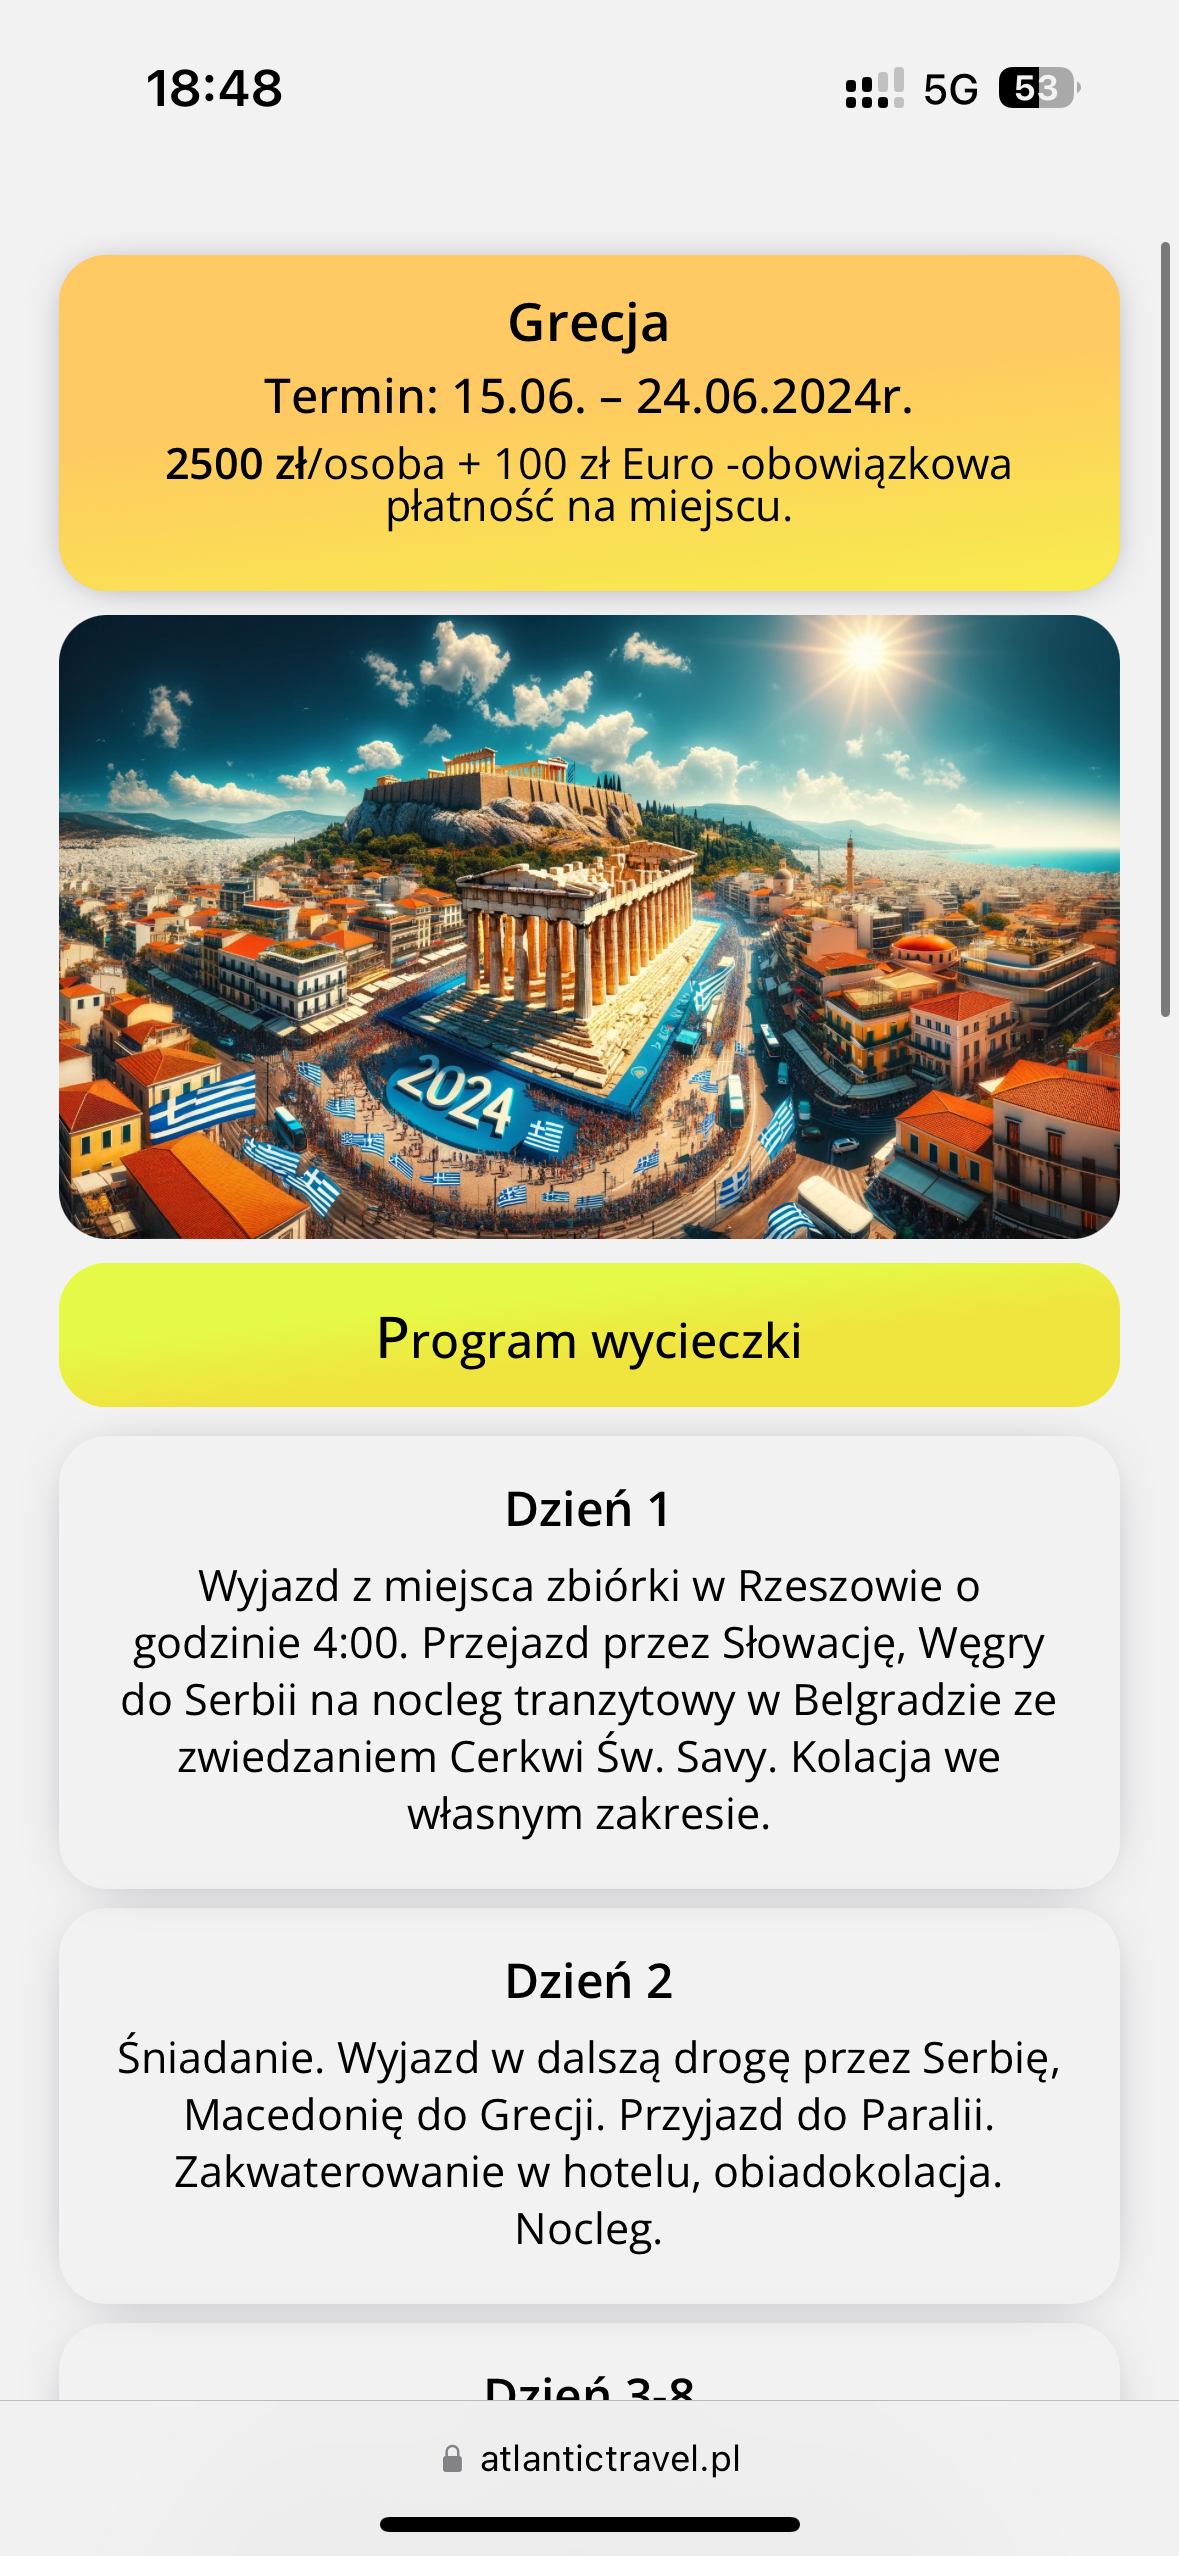 18:48
5G
53
Grecja
Termin: 15.06. – 24.06.2024r.
2500 zł/osoba + 100 zł Euro -obowiązkowa
płatność na miejscu.
2024
Program wycieczki
Dzień 1
Wyjazd z miejsca zbiórki w Rzeszowie o
godzinie 4:00. Przejazd przez Słowację, Węgry
do Serbii na nocleg tranzytowy w Belgradzie ze
zwiedzaniem Cerkwi Św. Savy. Kolacja we
własnym zakresie.
Dzień 2
Śniadanie. Wyjazd w dalszą drogę przez Serbię,
Macedonię do Grecji. Przyjazd do Paralii.
Zakwaterowanie w hotelu, obiadokolacja.
Nocleg.
Dzień 3-8
atlantictravel.pl